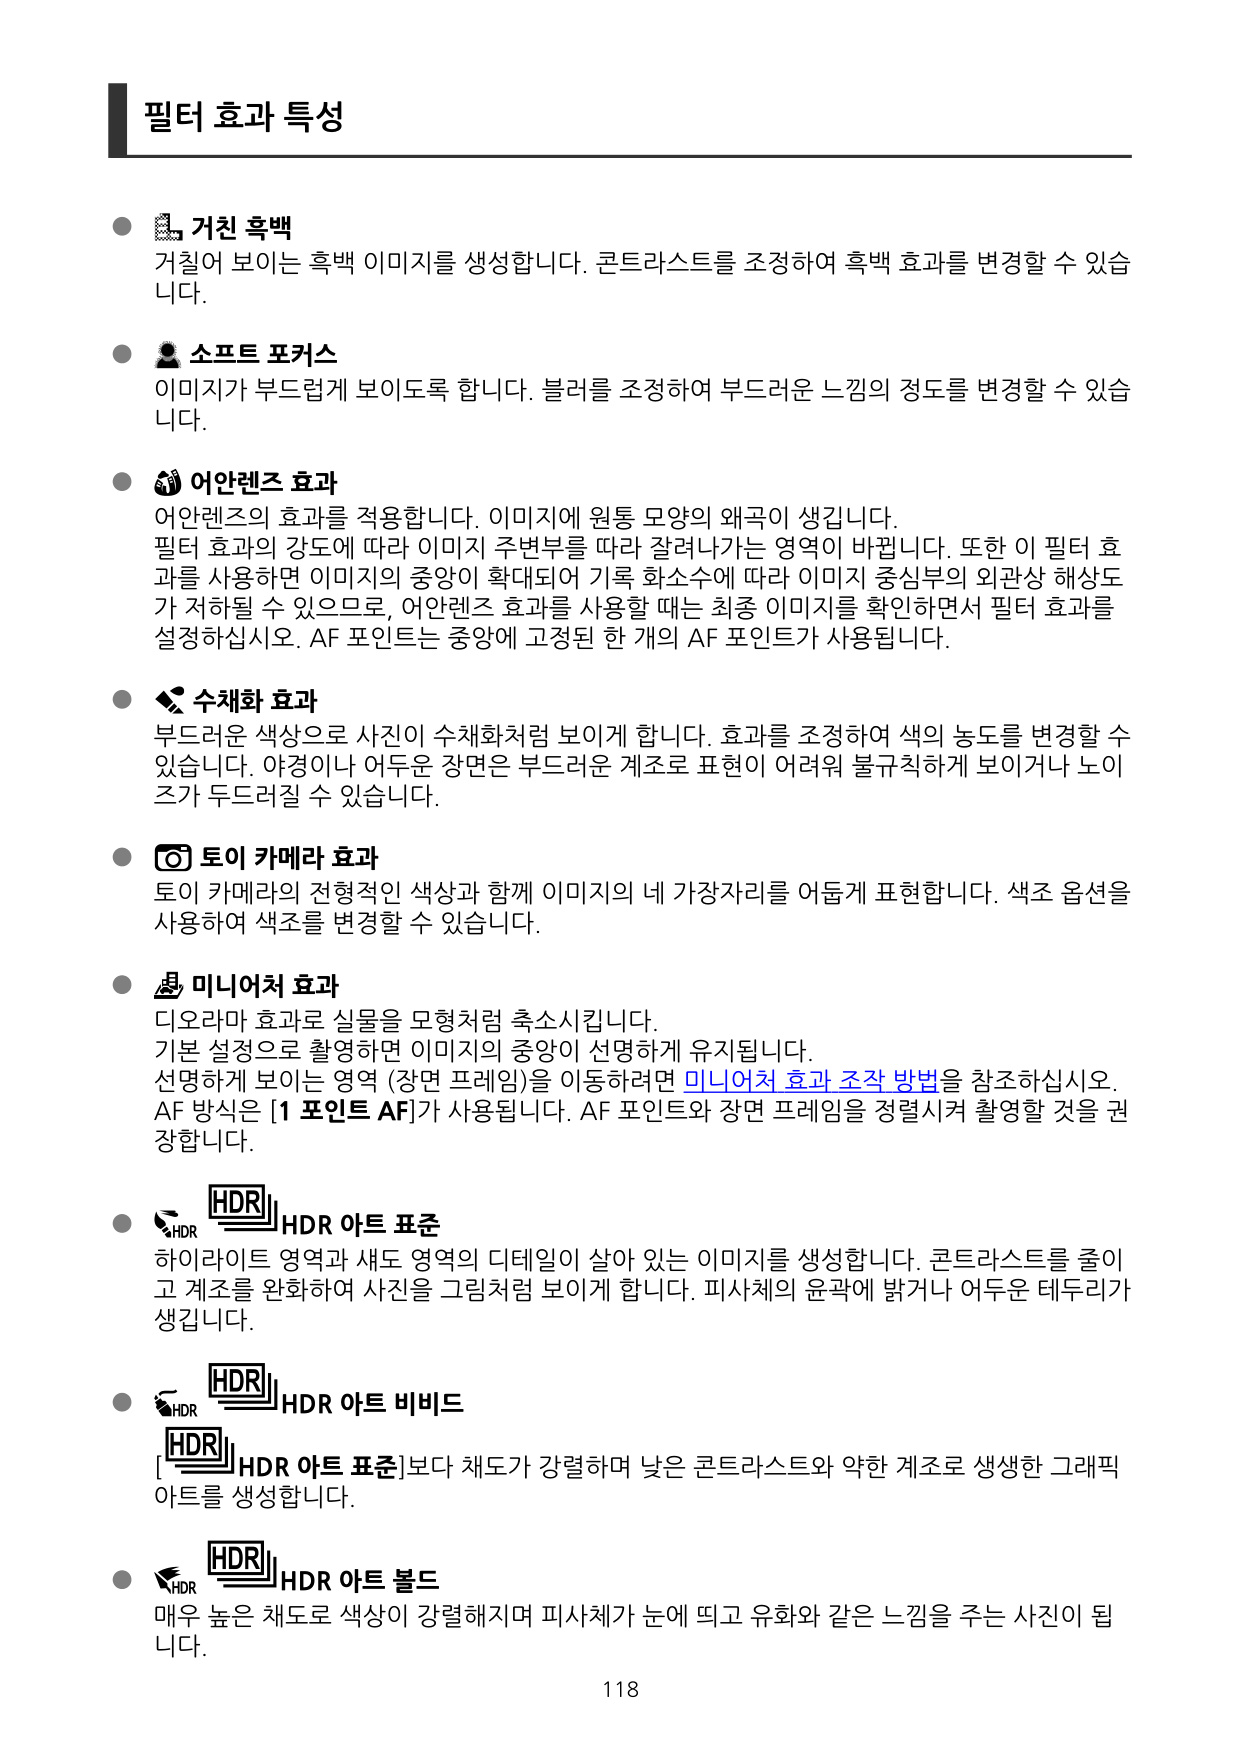 필터 효과 특성
● 거친 흑백
거칠어 보이는 흑백 이미지를 생성합니다. 콘트라스트를 조정하여 흑백 효과를 변경할 수 있습
니다.
● 소프트 포커스
이미지가 부드럽게 보이도록 합니다. 블러를 조정하여 부드러운 느낌의 정도를 변경할 수 있습
니다.
● 어안렌즈 효과
어안렌즈의 효과를 적용합니다. 이미지에 원통 모양의 왜곡이 생깁니다.
필터 효과의 강도에 따라 이미지 주변부를 따라 잘려나가는 영역이 바뀝니다. 또한 이 필터 효
과를 사용하면 이미지의 중앙이 확대되어 기록 화소수에 따라 이미지 중심부의 외관상 해상도
가 저하될 수 있으므로, 어안렌즈 효과를 사용할 때는 최종 이미지를 확인하면서 필터 효과를
설정하십시오. AF 포인트는 중앙에 고정된 한 개의 AF 포인트가 사용됩니다.
● 수채화 효과
부드러운 색상으로 사진이 수채화처럼 보이게 합니다. 효과를 조정하여 색의 농도를 변경할 수
있습니다. 야경이나 어두운 장면은 부드러운 계조로 표현이 어려워 불규칙하게 보이거나 노이
즈가 두드러질 수 있습니다.
● 토이 카메라 효과
토이 카메라의 전형적인 색상과 함께 이미지의 네 가장자리를 어둡게 표현합니다. 색조 옵션을
사용하여 색조를 변경할 수 있습니다.
● 미니어처 효과
디오라마 효과로 실물을 모형처럼 축소시킵니다.
기본 설정으로 촬영하면 이미지의 중앙이 선명하게 유지됩니다.
선명하게 보이는 영역 (장면 프레임)을 이동하려면 미니어처 효과 조작 방법을 참조하십시오.
AF 방식은 [1 포인트 AF]가 사용됩니다. AF 포인트와 장면 프레임을 정렬시켜 촬영할 것을 권
장합니다.
● HDR HDR HDR 아트 표준
하이라이트 영역과 섀도 영역의 디테일이 살아 있는 이미지를 생성합니다. 콘트라스트를 줄이
고 계조를 완화하여 사진을 그림처럼 보이게 합니다. 피사체의 윤곽에 밝거나 어두운 테두리가
생깁니다.
● HDR HDR HDR 아트 비비드
[HDR HDR 아트 표준]보다 채도가 강렬하며 낮은 콘트라스트와 약한 계조로 생생한 그래픽
아트를 생성합니다.
● HDR HDR HDR 아트 볼드
매우 높은 채도로 색상이 강렬해지며 피사체가 눈에 띄고 유화와 같은 느낌을 주는 사진이 됩
니다.
118